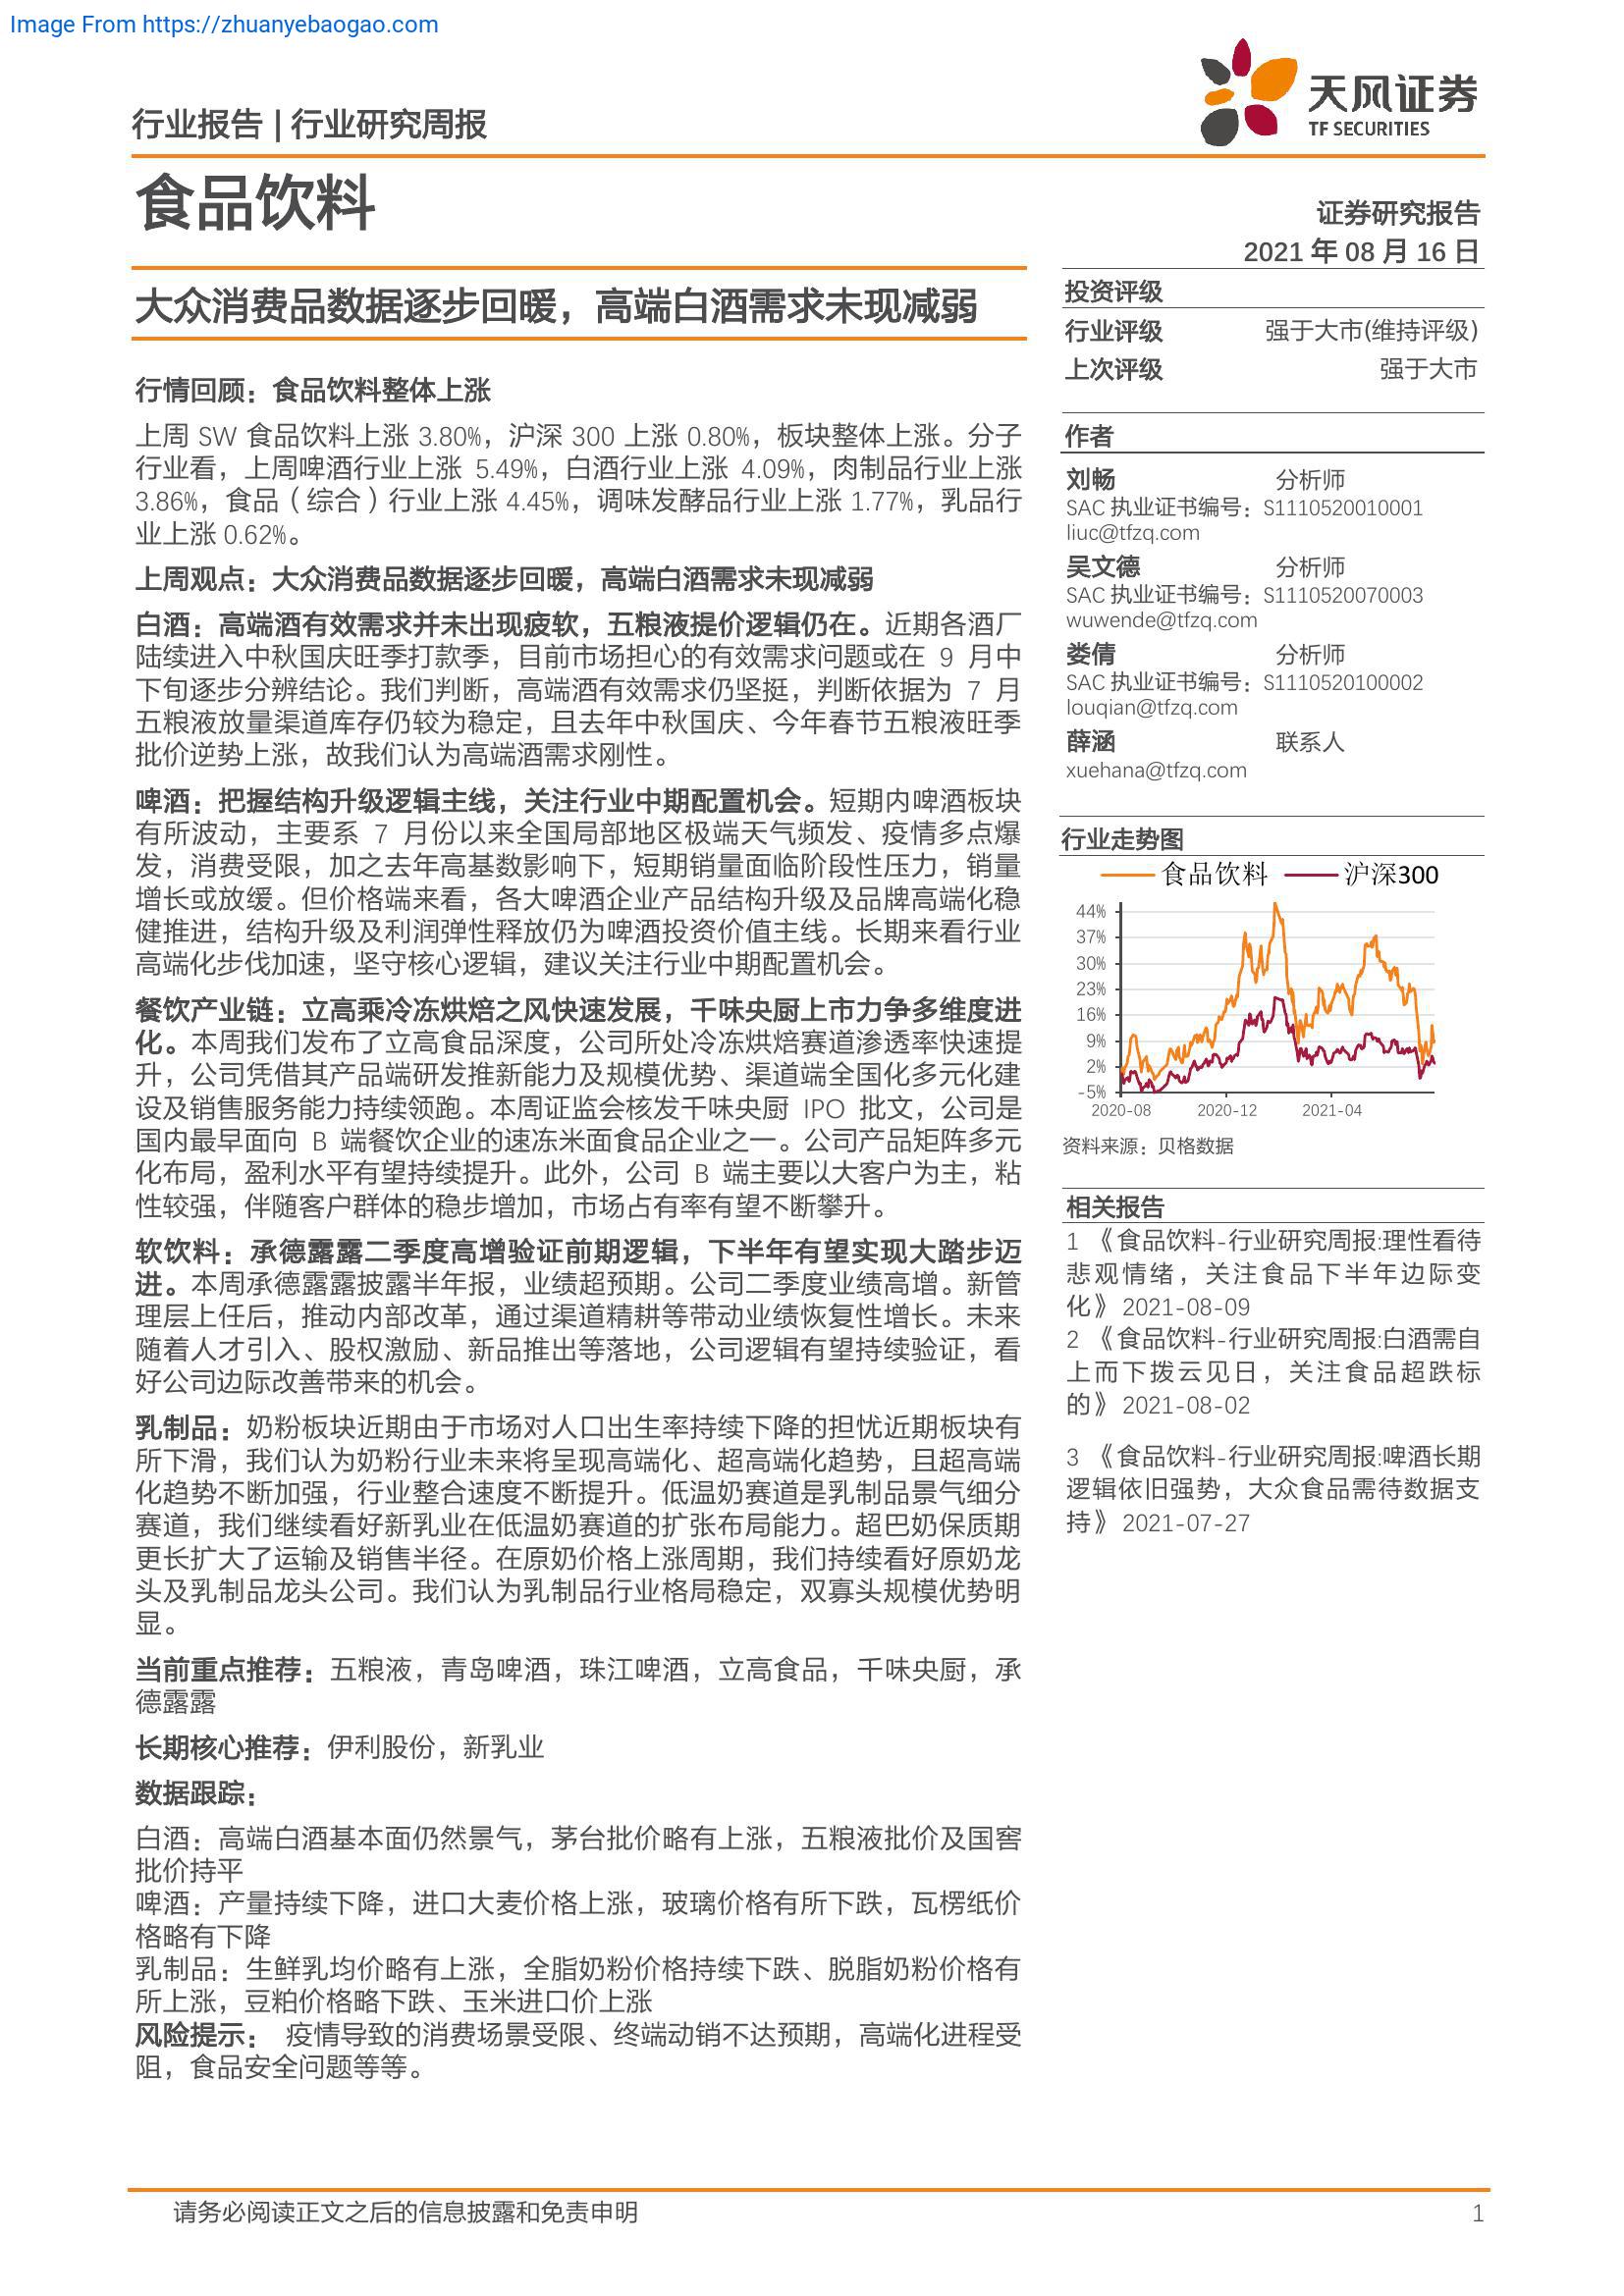 Image From https://zhuanyebaogao.com
天风证券
TF SECURITIES
行业报告 | 行业研究周报
食品饮料
证券研究报告
2021 年 08 月 16 日
大众消费品数据逐步回暖，高端白酒需求未现减弱
行情回顾：食品饮料整体上涨
上周 SW 食品饮料上涨 3.80%，沪深 300 上涨 0.80%，板块整体上涨。分子
行业看，上周啤酒行业上涨 5.49%，白酒行业上涨 4.09%，肉制品行业上涨
3.86%，食品（综合）行业上涨 4.45%，调味发酵品行业上涨 1.77%，乳品行
业上涨 0.62%。
上周观点：大众消费品数据逐步回暖，高端白酒需求未现减弱
白酒：高端酒有效需求并未出现疲软，五粮液提价逻辑仍在。近期各酒厂
陆续进入中秋国庆旺季打款季，目前市场担心的有效需求问题或在 9 月中
下旬逐步分辨结论。我们判断，高端酒有效需求仍坚挺，判断依据为 7 月
五粮液放量渠道库存仍较为稳定，且去年中秋国庆、今年春节五粮液旺季
批价逆势上涨，故我们认为高端酒需求刚性。
啤酒：把握结构升级逻辑主线，关注行业中期配置机会。短期内啤酒板块
有所波动，主要系 7 月份以来全国局部地区极端天气频发、疫情多点爆
发，消费受限，加之去年高基数影响下，短期销量面临阶段性压力，销量
增长或放缓。但价格端来看，各大啤酒企业产品结构升级及品牌高端化稳
健推进，结构升级及利润弹性释放仍为啤酒投资价值主线。长期来看行业
高端化步伐加速，坚守核心逻辑，建议关注行业中期配置机会。
餐饮产业链：立高乘冷冻烘焙之风快速发展，千味央厨上市力争多维度进
化。本周我们发布了立高食品深度，公司所处冷冻烘焙赛道渗透率快速提
升，公司凭借其产品端研发推新能力及规模优势、渠道端全国化多元化建
设及销售服务能力持续领跑。本周证监会核发千味央厨 IPO 批文，公司是
国内最早面向 B 端餐饮企业的速冻米面食品企业之一。公司产品矩阵多元
化布局，盈利水平有望持续提升。此外，公司 B 端主要以大客户为主，粘
性较强，伴随客户群体的稳步增加，市场占有率有望不断攀升。
软饮料：承德露露二季度高增验证前期逻辑，下半年有望实现大踏步迈
进。本周承德露露披露半年报，业绩超预期。公司二季度业绩高增。新管
理层上任后，推动内部改革，通过渠道精耕等带动业绩恢复性增长。未来
随着人才引入、股权激励、新品推出等落地，公司逻辑有望持续验证，看
好公司边际改善带来的机会。
乳制品：奶粉板块近期由于市场对人口出生率持续下降的担忧近期板块有
所下滑，我们认为奶粉行业未来将呈现高端化、超高端化趋势，且超高端
化趋势不断加强，行业整合速度不断提升。低温奶赛道是乳制品景气细分
赛道，我们继续看好新乳业在低温奶赛道的扩张布局能力。超巴奶保质期
更长扩大了运输及销售半径。在原奶价格上涨周期，我们持续看好原奶龙
头及乳制品龙头公司。我们认为乳制品行业格局稳定，双寡头规模优势明
显。
当前重点推荐：五粮液，青岛啤酒，珠江啤酒，立高食品，千味央厨，承
德露露
长期核心推荐：伊利股份，新乳业
数据跟踪：
白酒：高端白酒基本面仍然景气，茅台批价略有上涨，五粮液批价及国窖
批价持平
啤酒：产量持续下降，进口大麦价格上涨，玻璃价格有所下跌，瓦楞纸价
格略有下降
乳制品：生鲜乳均价略有上涨，全脂奶粉价格持续下跌、脱脂奶粉价格有
所上涨，豆粕价格略下跌、玉米进口价上涨
风险提示： 疫情导致的消费场景受限、终端动销不达预期，高端化进程受
阻，食品安全问题等等。
投资评级
行业评级 强于大市(维持评级)
上次评级 强于大市
作者
刘畅 分析师
SAC 执业证书编号：S1110520010001
liuc@tfzq.com
吴文德 分析师
SAC 执业证书编号：S1110520070003
wuwende@tfzq.com
娄倩 分析师
SAC 执业证书编号：S1110520100002
louqian@tfzq.com
薛涵 联系人
xuehana@tfzq.com
行业走势图
食品饮料 沪深300
44%
37%
30%
23%
16%
9%
2%
-5%
2020-08 2020-12 2021-04
资料来源：贝格数据
相关报告
1 《食品饮料-行业研究周报:理性看待
悲观情绪，关注食品下半年边际变
化》 2021-08-09
2 《食品饮料-行业研究周报:白酒需自
上而下拨云见日，关注食品超跌标
的》 2021-08-02
3 《食品饮料-行业研究周报:啤酒长期
逻辑依旧强势，大众食品需待数据支
持》 2021-07-27
请务必阅读正文之后的信息披露和免责申明 1